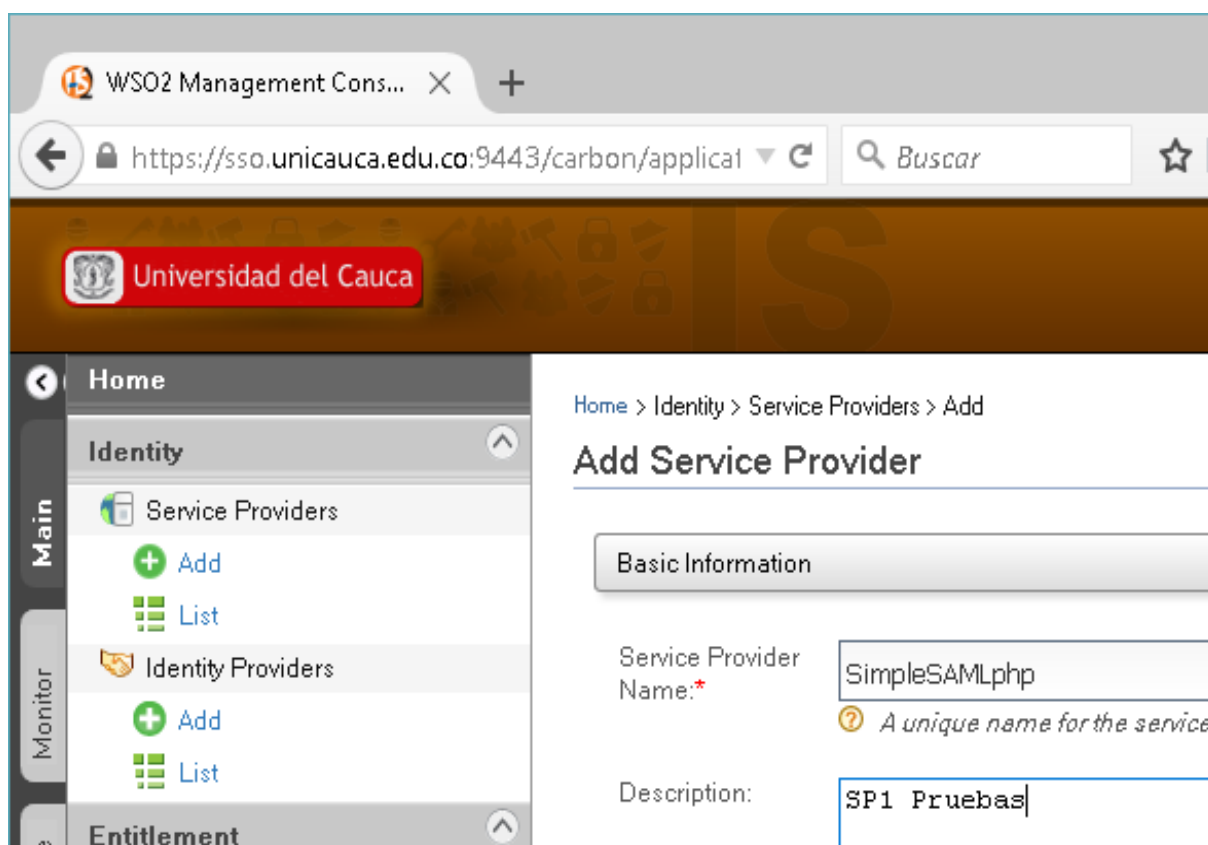 WSO2 Management Cons...
https://sso.unicauca.edu.co:9443/carbon/applicat
Buscar
IS
Universidad del Cauca
Home
Home > Identity > Service Providers > Add
Identity
Add Service Provider
Main
Service Providers
Add
Basic Information
List
Identity Providers
Service Provider
Name:*
SimpleSAMLphp
A unique name for the service
Monitor
Add
List
Description:
SP1 Pruebas
Entitlement